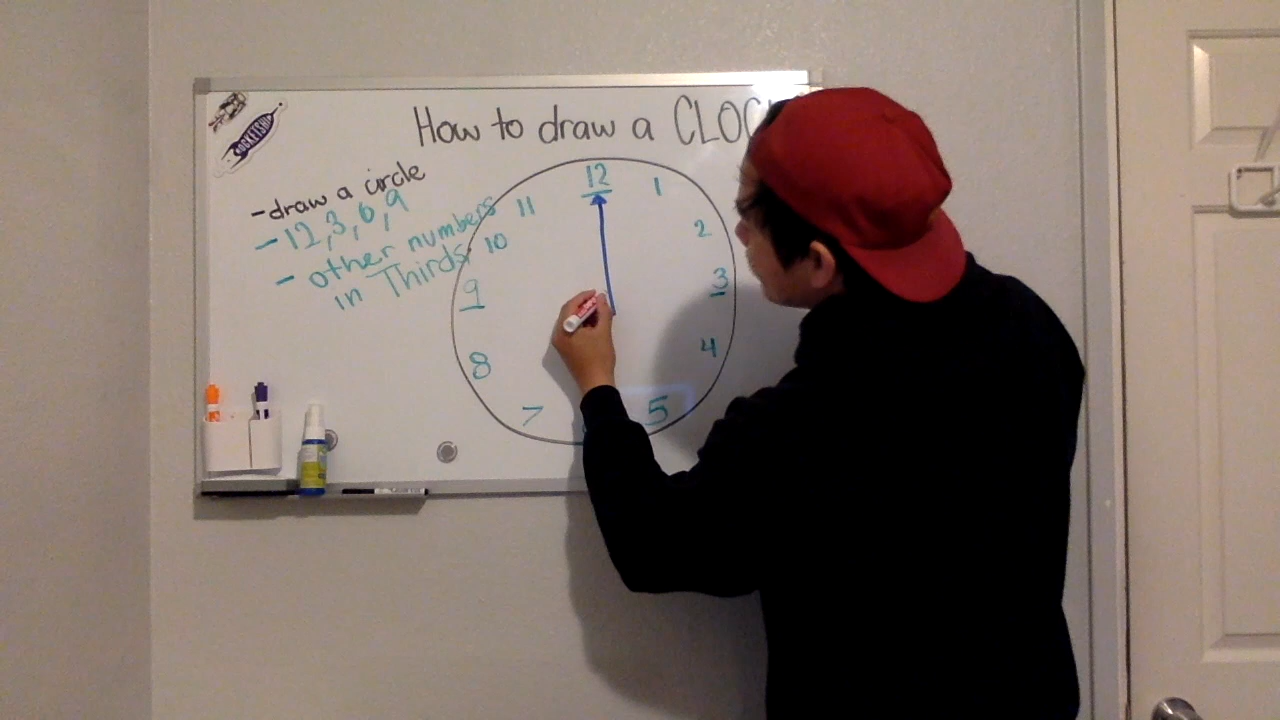 How to draw a CLOC
-draw a circle
-12,3,6,9
- other numbers
in Thirds
12
1
2
3
4
5
7
8
9
10
11
ROCKETSHIP